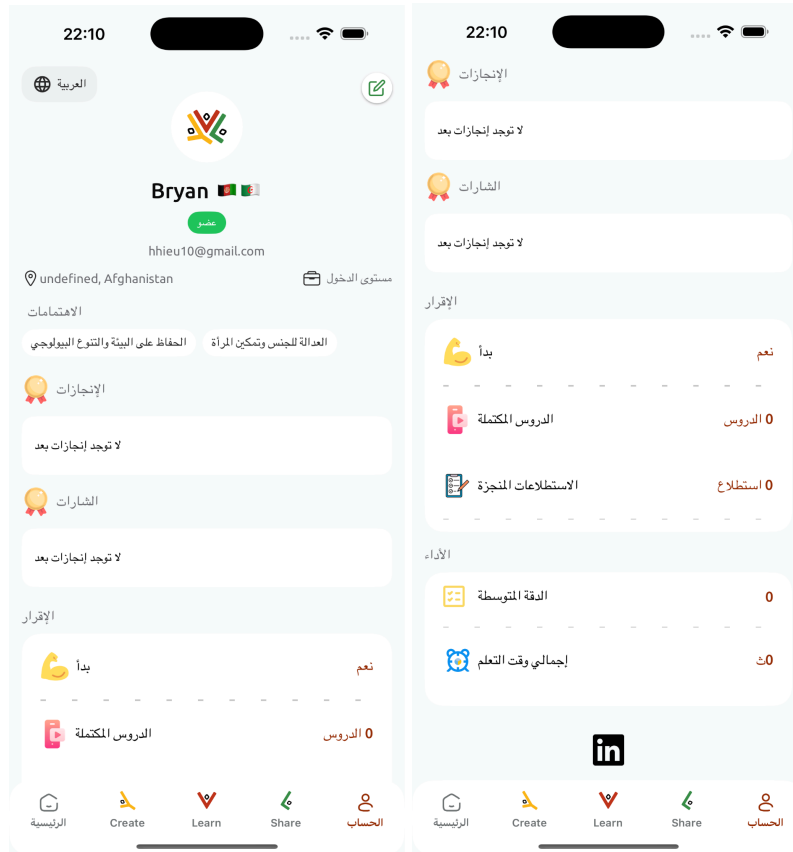 22:10
العربية
Bryan
عضو
hhieu10@gmail.com
undefined, Afghanistan
مستوى الدخول
الاهتمامات
الحفاظ على البيئة والتنوع البيولوجي
العدالة للجنس وتمكين المرأة
الإنجازات
لا توجد إنجازات بعد
الشارات
لا توجد إنجازات بعد
الإقرار
بدأ
نعم
الدروس المكتملة
0 الدروس
الرئيسية
Create
Learn
Share
الحساب
22:10
الإنجازات
لا توجد إنجازات بعد
الشارات
لا توجد إنجازات بعد
الإقرار
بدأ
نعم
الدروس المكتملة
0 الدروس
الاستطلاعات المنجزة
0 استطلاع
الأداء
الدقة المتوسطة
0
إجمالي وقت التعلم
0ث
in
الرئيسية
Create
Learn
Share
الحساب